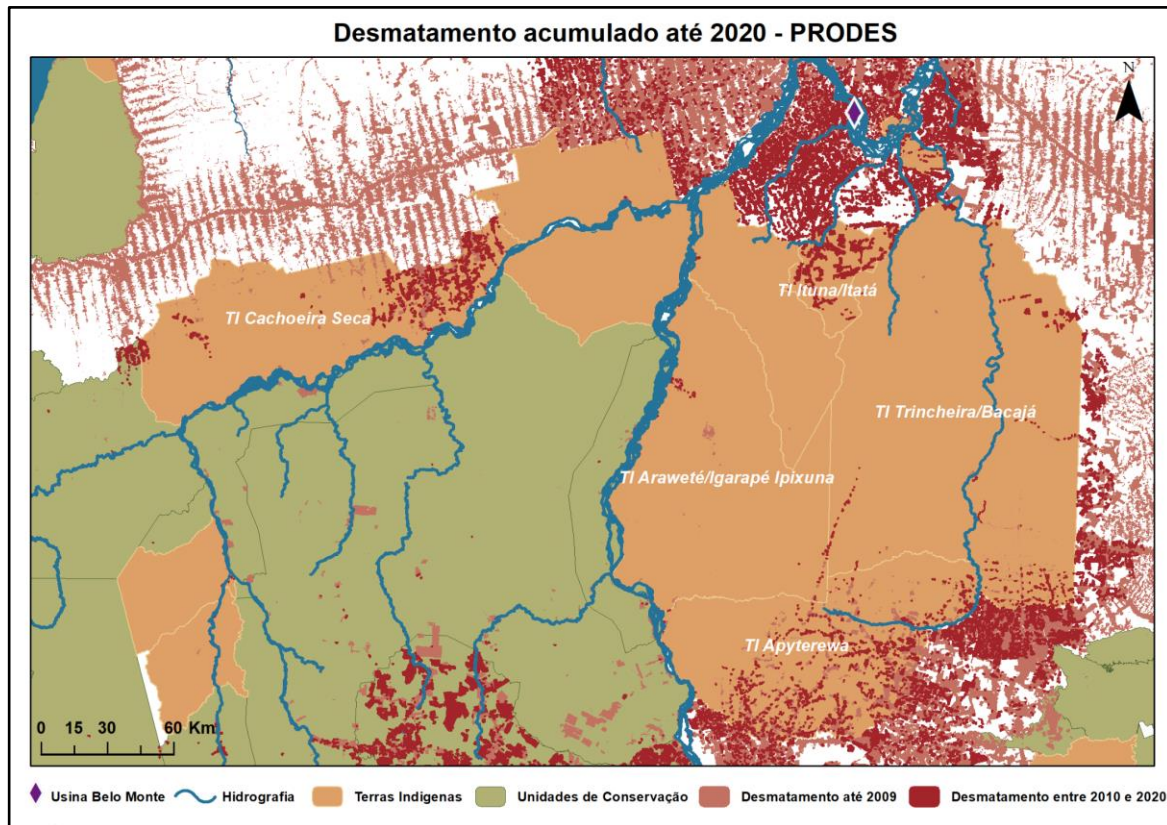 Desmatamento acumulado até 2020 - PRODES
N
TI Ituna/Itatá
TI Cachoeira Seca
TI Trincheira/Bacajá
TI Araweté/Igarapé Ipixuna
TI Apyterewa
0 15 30 60 Km
Usina Belo Monte Hidrografia Terras Indigenas Unidades de Conservação Desmatamento até 2009 Desmatamento entre 2010 e 2020